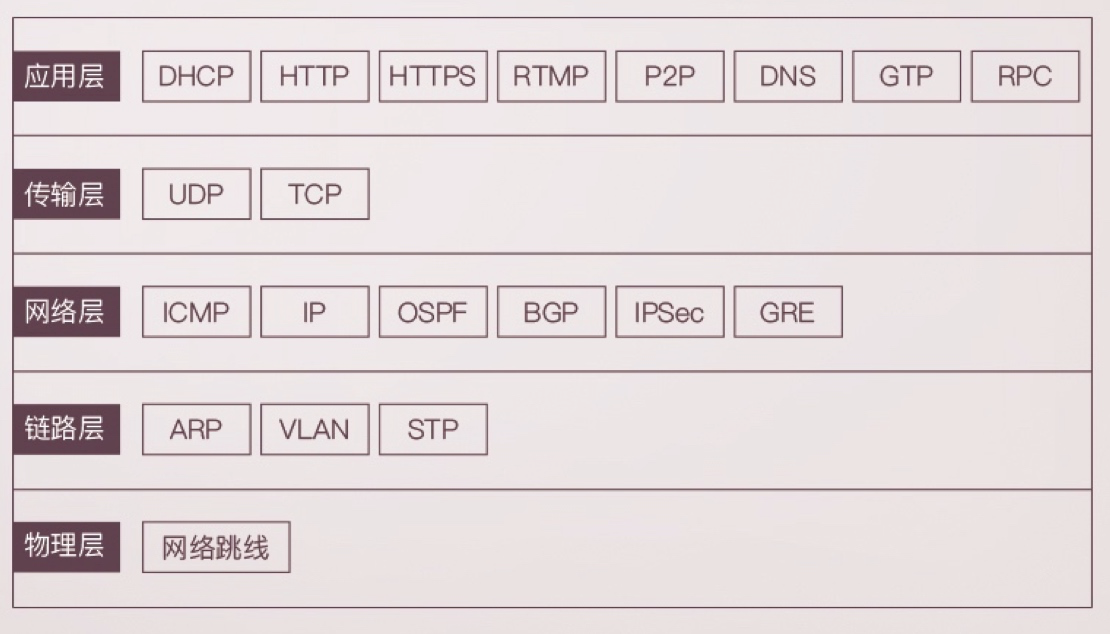 应用层 DHCP HTTP HTTPS RTMP P2P DNS GTP RPC
传输层 UDP TCP
网络层 ICMP IP OSPF BGP IPSec GRE
链路层 ARP VLAN STP
物理层 网络跳线